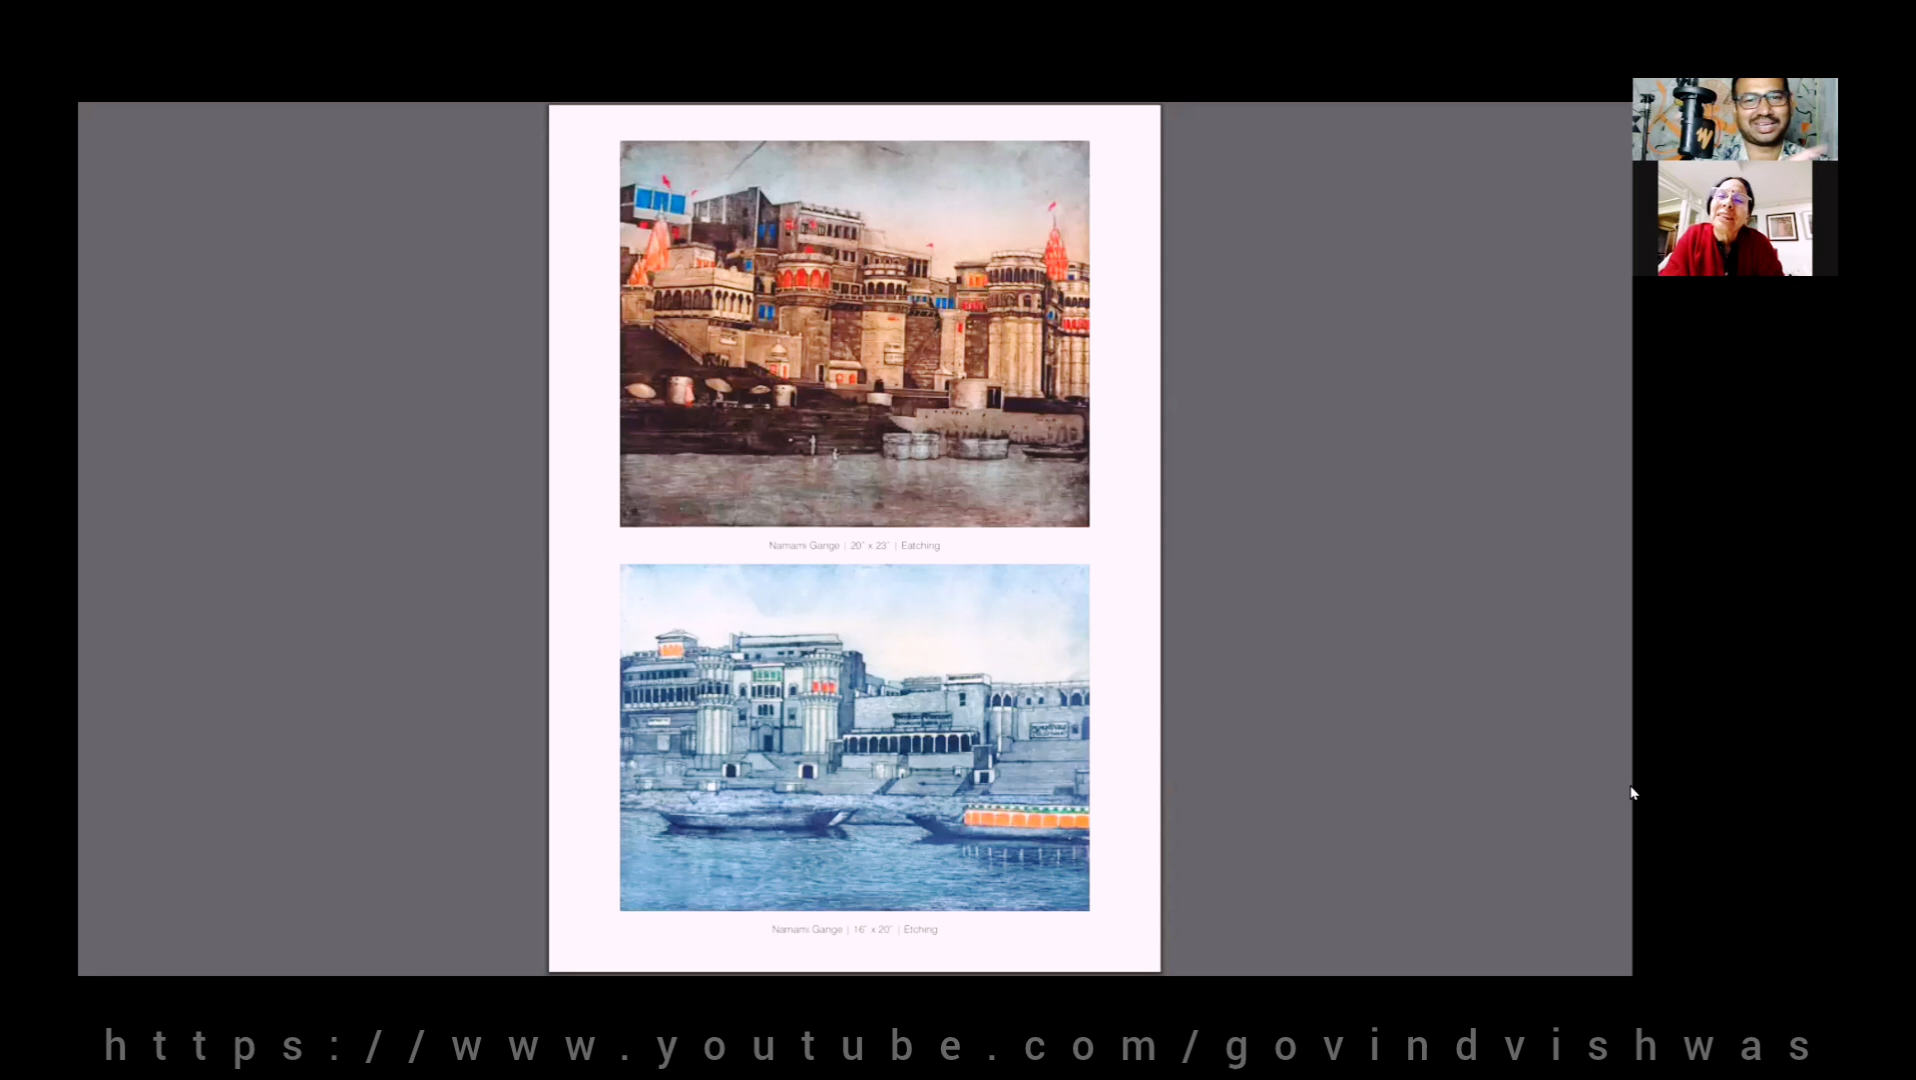 Namami Gange | 20" x 23" | Eatching
Namami Gange | 16" x 20" | Etching
https://www.youtube.com/govindvishwas